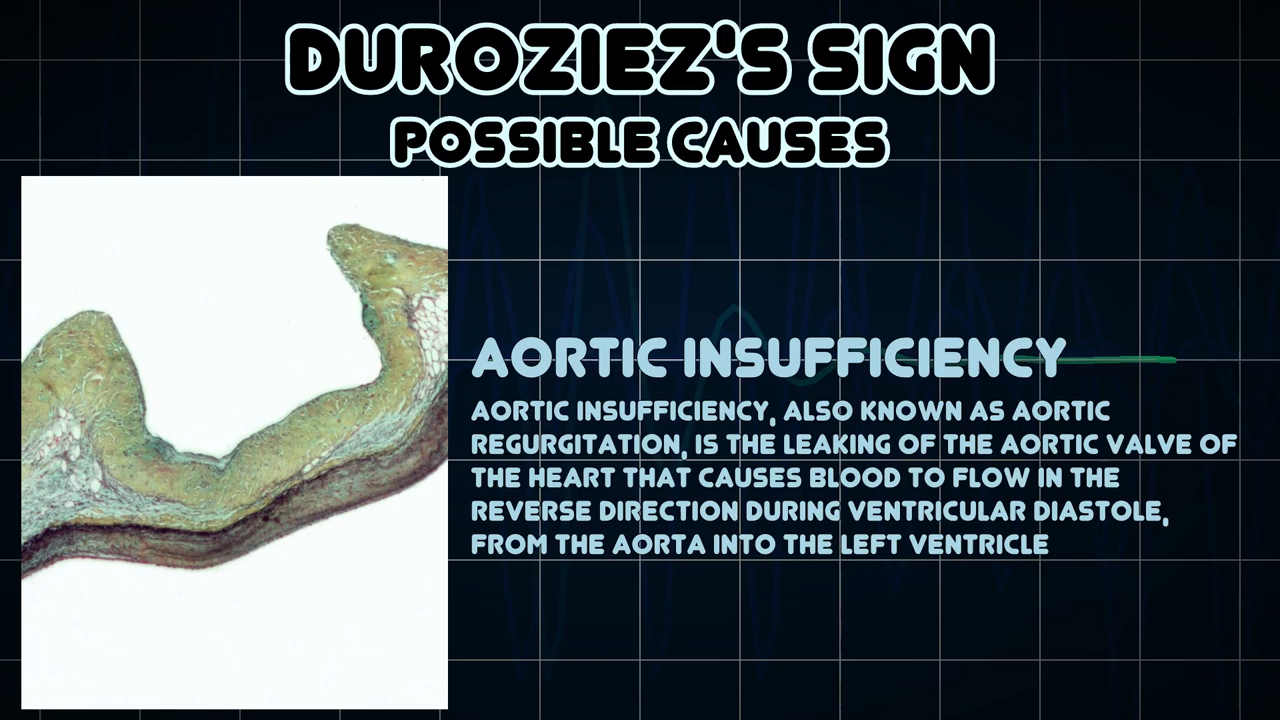 DUROZIEZ'S SIGN
POSSIBLE CAUSES
AORTIC INSUFFICIENCY
AORTIC INSUFFICIENCY, ALSO KNOWN AS AORTIC
REGURGITATION, IS THE LEAKING OF THE AORTIC VALVE OF
THE HEART THAT CAUSES BLOOD TO FLOW IN THE
REVERSE DIRECTION DURING VENTRICULAR DIASTOLE,
FROM THE AORTA INTO THE LEFT VENTRICLE